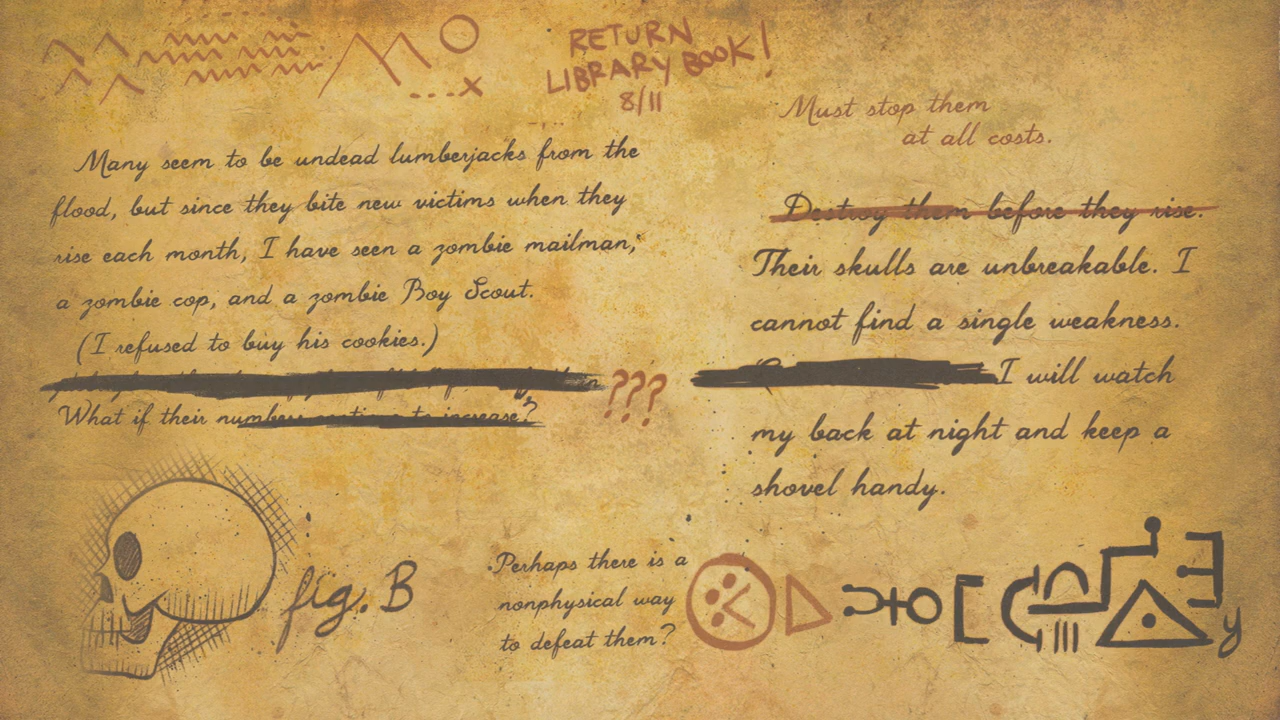 RETURN
LIBRARY BOOK!
8/11
Many seem to be undead lumberjacks from the
flood, but since they bite new victims when they
rise each month, I have seen a zombie mailman,
a zombie cop, and a zombie Boy Scout.
(I refused to buy his cookies.)
What if their numbers continue to increase?
???
fig. B
Perhaps there is a
nonphysical way
to defeat them?
Must stop them
at all costs.
Destroy them before they rise.
Their skulls are unbreakable. I
cannot find a single weakness.
I will watch
my back at night and keep a
shovel handy.